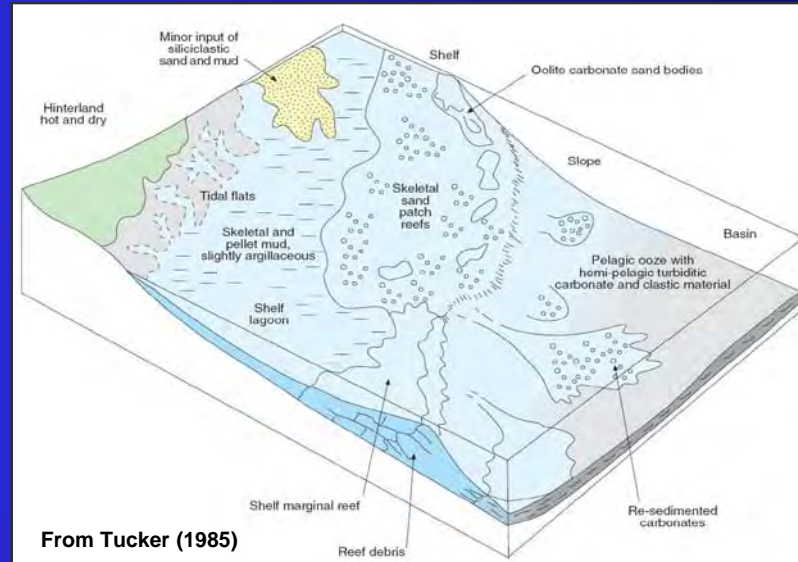 Minor input of
siliciclastic
sand and mud
Shelf
Oolite carbonate sand bodies
Hinterland
hot and dry
Slope
Tidal flats
Skeletal
sand
patch
reefs
Basin
Skeletal and
pellet mud,
slightly argillaceous
Pelagic ooze with
hemi-pelagic turbiditic
carbonate and clastic material
Shelf
lagoon
Shelf marginal reef
Re-sedimented
carbonates
Reef debris
From Tucker (1985)